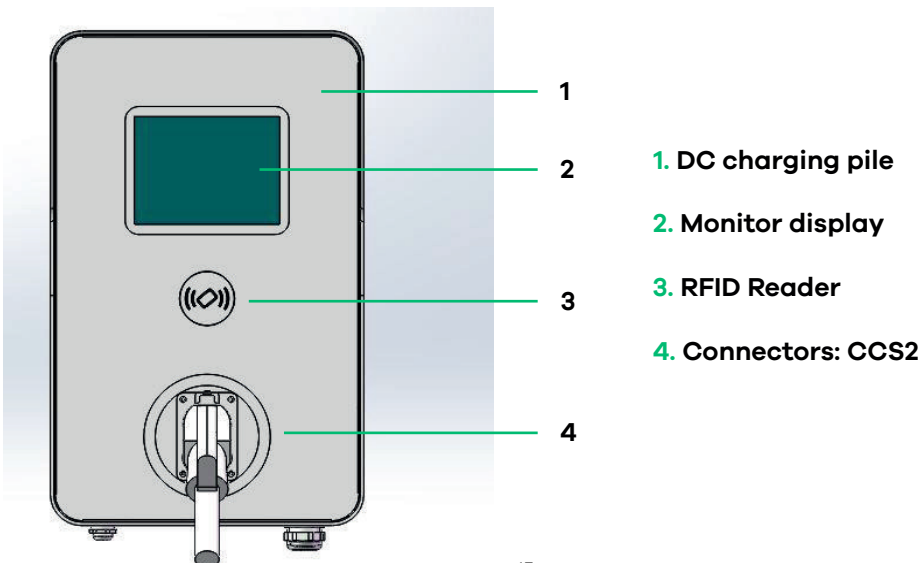 1
2
3
4
1. DC charging pile
2. Monitor display
3. RFID Reader
4. Connectors: CCS2